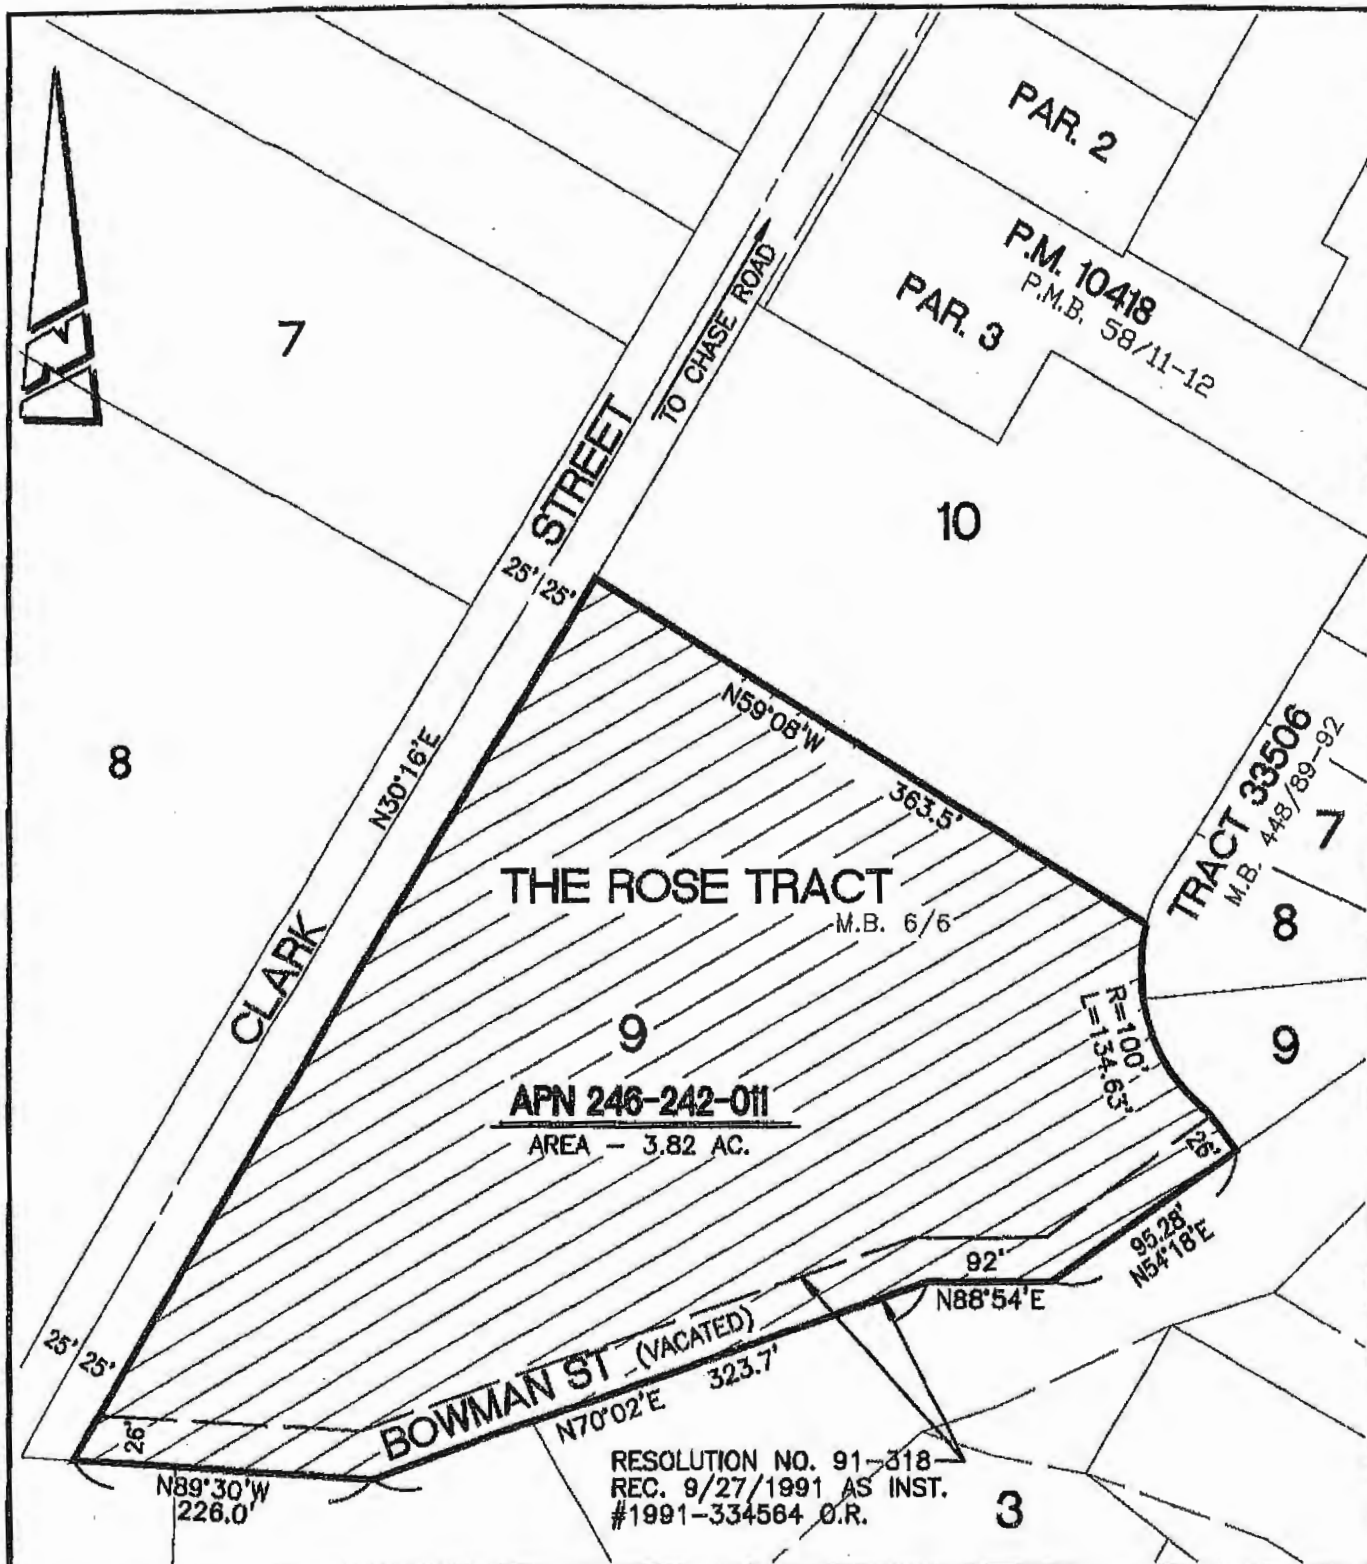 PAR. 2
P.M. 10418
P.M.B. 58/11-12
PAR. 3
TO CHASE ROAD
7
STREET
10
25' 25'
N59°08'W
363.5'
8
N30°16'E
TRACT 33506
M.B. 448/89-92
7
THE ROSE TRACT
M.B. 6/6
8
CLARK
R=100'
L=134.63'
9
9
APN 246-242-011
AREA - 3.82 AC.
26'
95.28'
N54°18'E
92'
N88°54'E
25' 25'
BOWMAN ST (VACATED)
323.7'
N70°02'E
26'
N89°30'W
226.0'
RESOLUTION NO. 91-318
REC. 9/27/1991 AS INST.
#1991-334564 O.R.
3